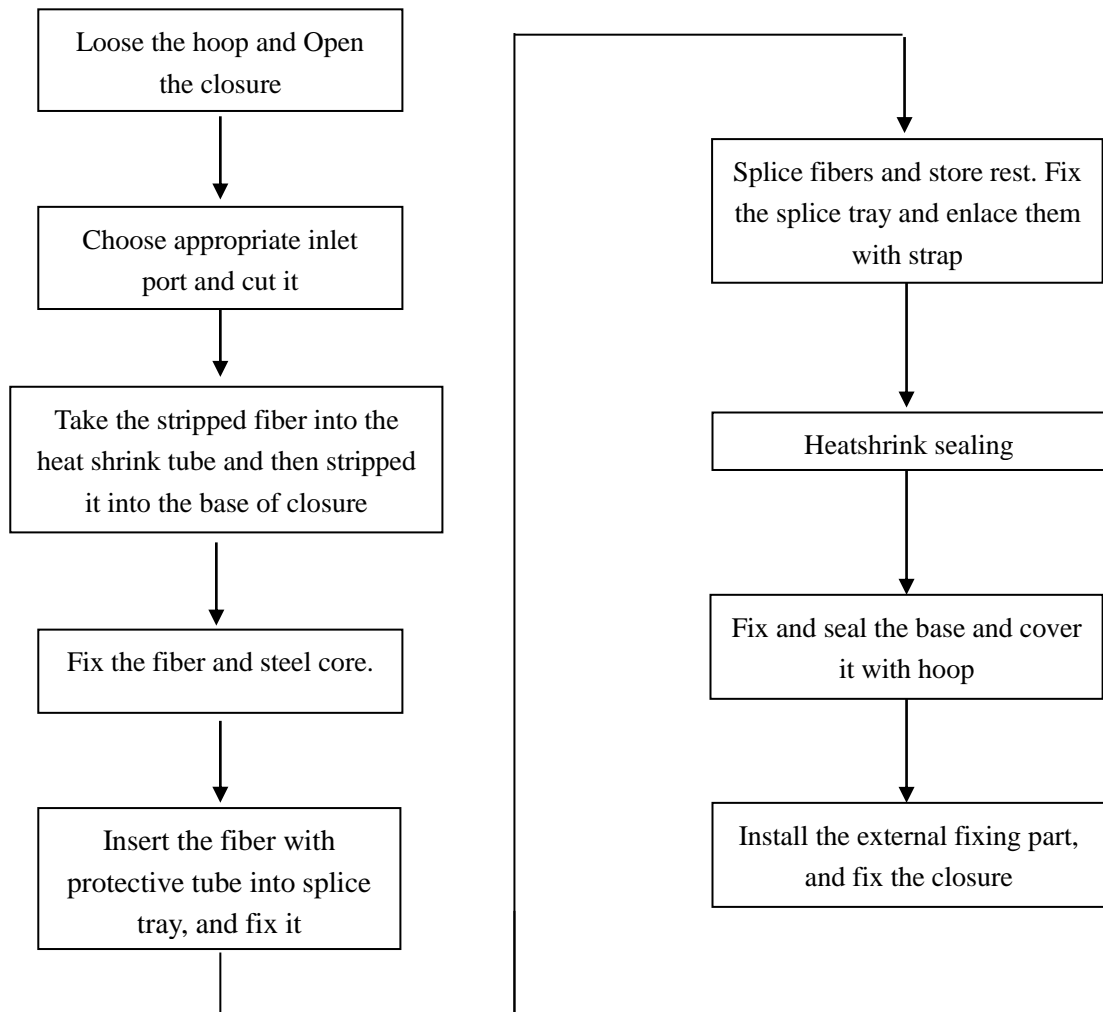 Loose the hoop and Open
the closure
Choose appropriate inlet
port and cut it
Take the stripped fiber into the
heat shrink tube and then stripped
it into the base of closure
Fix the fiber and steel core.
Insert the fiber with
protective tube into splice
tray, and fix it
Splice fibers and store rest. Fix
the splice tray and enlace them
with strap
Heatshrink sealing
Fix and seal the base and cover
it with hoop
Install the external fixing part,
and fix the closure